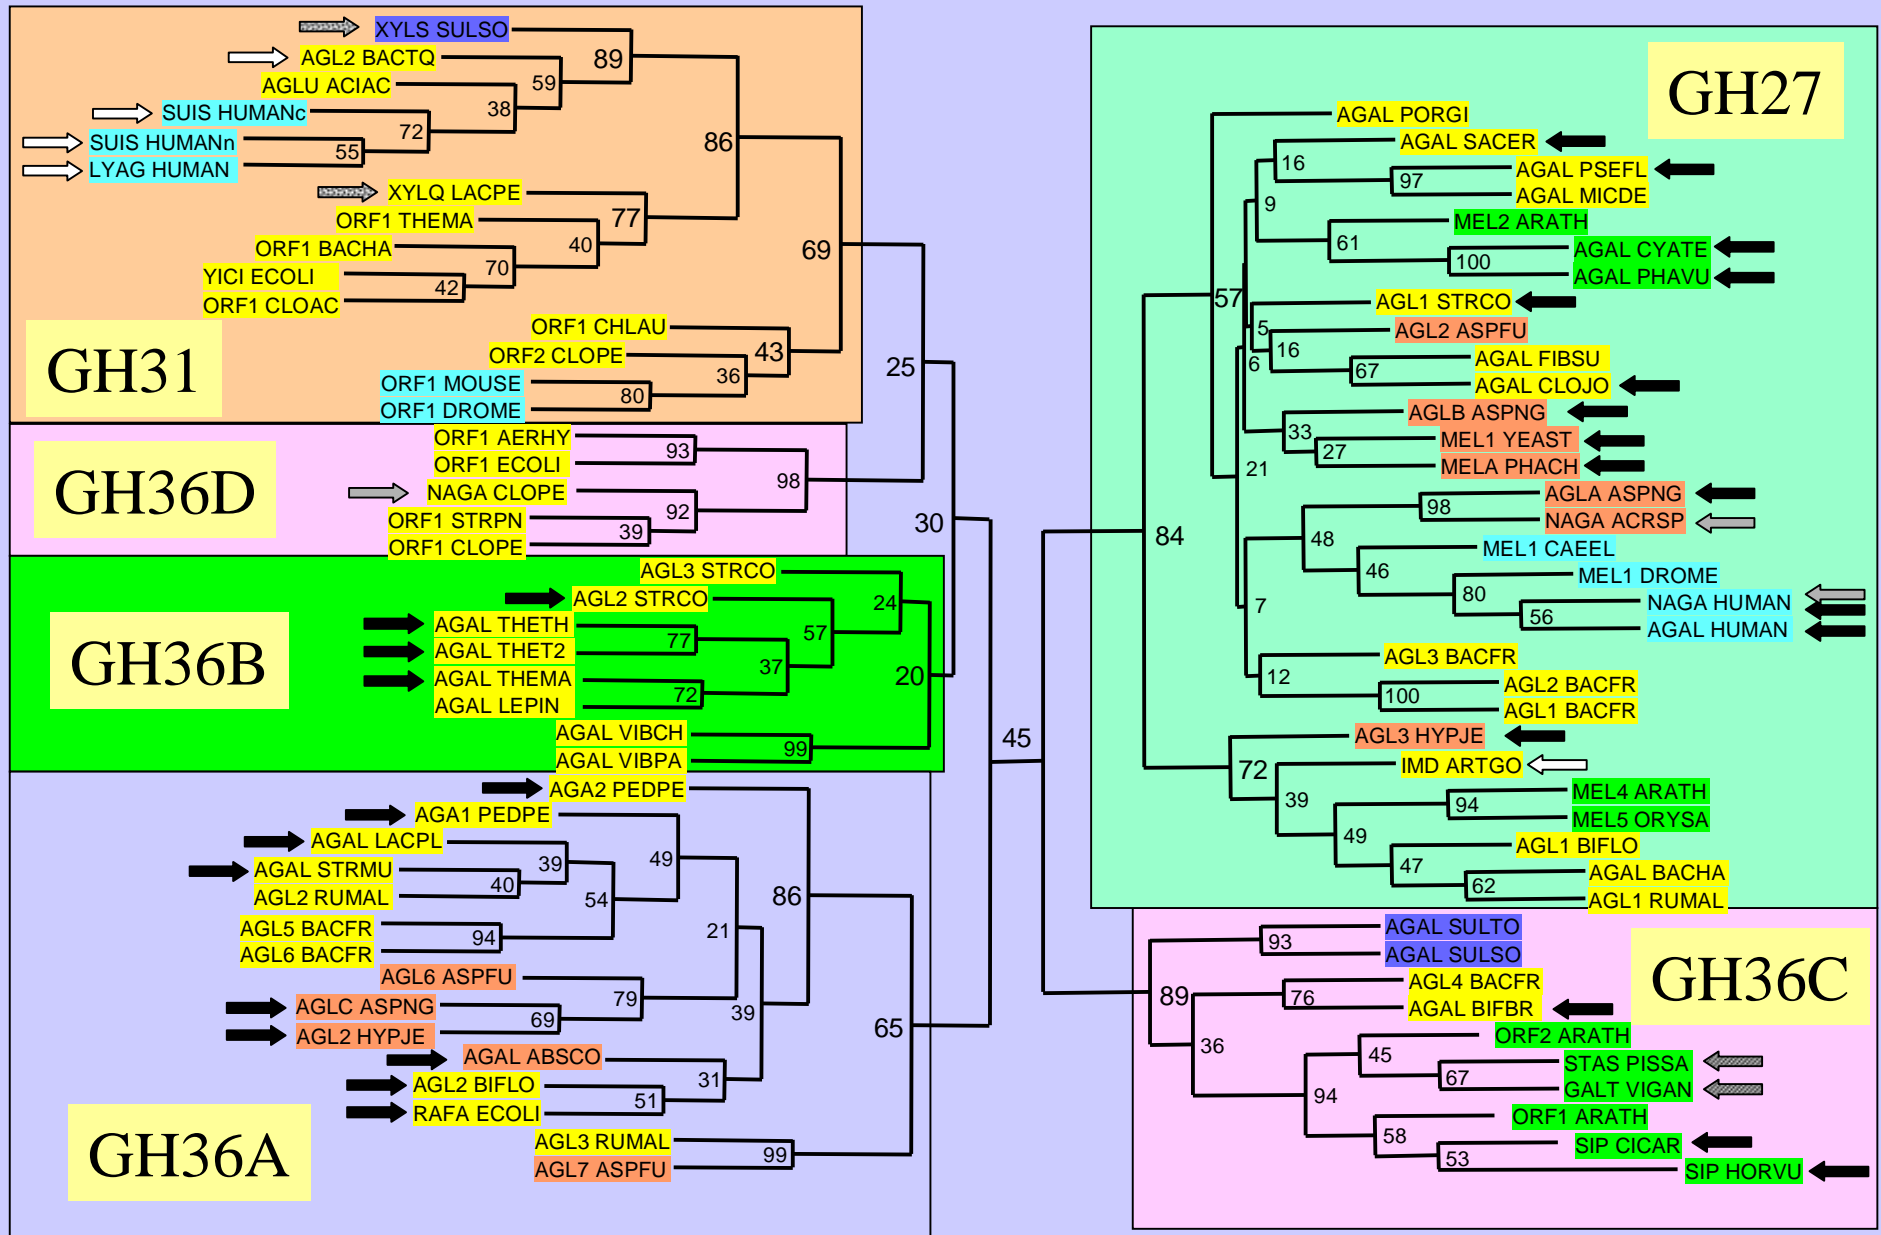 XYLS SULSO
AGL2 BACTQ
AGLU ACIAC
SUIS HUMANc
SUIS HUMANn
LYAG HUMAN
89
59
38
72
55
86
XYLQ LACPE
ORF1 THEMA
ORF1 BACHA
YICI ECOLI
ORF1 CLOAC
77
40
70
42
69
ORF1 CHLAU
ORF2 CLOPE
ORF1 MOUSE
ORF1 DROME
43
36
80
GH31
25
ORF1 AERHY
ORF1 ECOLI
NAGA CLOPE
ORF1 STRPN
ORF1 CLOPE
93
98
92
39
GH36D
30
AGL3 STRCO
AGL2 STRCO
AGAL THETH
AGAL THET2
AGAL THEMA
AGAL LEPIN
AGAL VIBCH
AGAL VIBPA
24
57
77
37
72
20
99
GH36B
45
AGA2 PEDPE
AGA1 PEDPE
AGAL LACPL
AGAL STRMU
AGL2 RUMAL
AGL5 BACFR
AGL6 BACFR
AGL6 ASPFU
AGLC ASPNG
AGL2 HYPJE
AGAL ABSCO
AGL2 BIFLO
RAFA ECOLI
AGL3 RUMAL
AGL7 ASPFU
49
39
40
54
94
86
21
79
69
39
31
51
65
99
GH36A
GH27
AGAL PORGI
AGAL SACER
AGAL PSEFL
AGAL MICDE
MEL2 ARATH
AGAL CYATE
AGAL PHAVU
AGL1 STRCO
AGL2 ASPFU
AGAL FIBSU
AGAL CLOJO
AGLB ASPNG
MEL1 YEAST
MELA PHACH
AGLA ASPNG
NAGA ACRSP
MEL1 CAEEL
MEL1 DROME
NAGA HUMAN
AGAL HUMAN
AGL3 BACFR
AGL2 BACFR
AGL1 BACFR
AGL3 HYPJE
IMD ARTGO
MEL4 ARATH
MEL5 ORYSA
AGL1 BIFLO
AGAL BACHA
AGL1 RUMAL
16
97
9
61
100
57
5
16
6
67
33
27
21
98
48
46
84
80
7
56
12
100
72
39
94
49
47
62
AGAL SULTO
AGAL SULSO
AGL4 BACFR
AGAL BIFBR
ORF2 ARATH
STAS PISSA
GALT VIGAN
ORF1 ARATH
SIP CICAR
SIP HORVU
93
89
76
36
45
67
94
58
53
GH36C